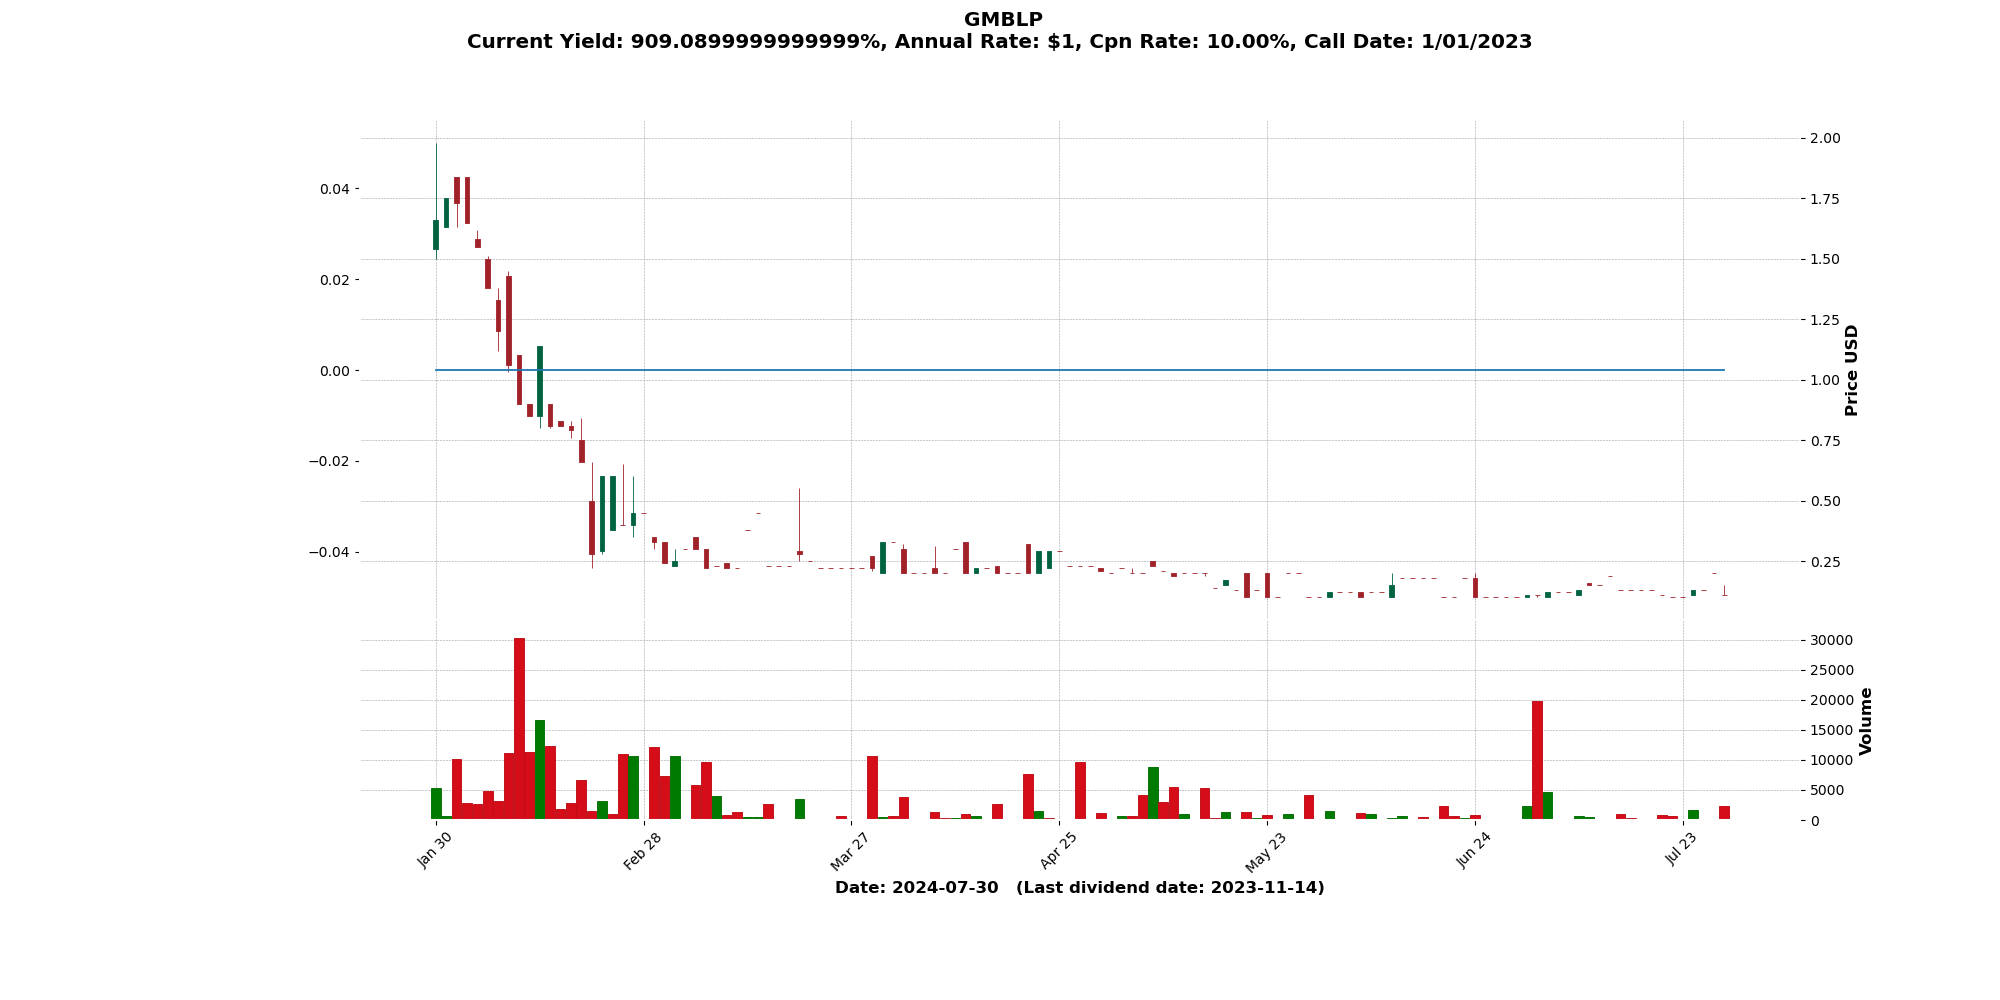 GMBLP
Current Yield: 909.0899999999999%, Annual Rate: $1, Cpn Rate: 10.00%, Call Date: 1/01/2023
0.04
0.02
0.00
−0.02
−0.04
2.00
1.75
1.50
1.25
1.00
0.75
0.50
0.25
Price USD
30000
25000
20000
15000
10000
5000
0
Volume
Jan 30
Feb 28
Mar 27
Apr 25
May 23
Jun 24
Jul 23
Date: 2024-07-30 (Last dividend date: 2023-11-14)